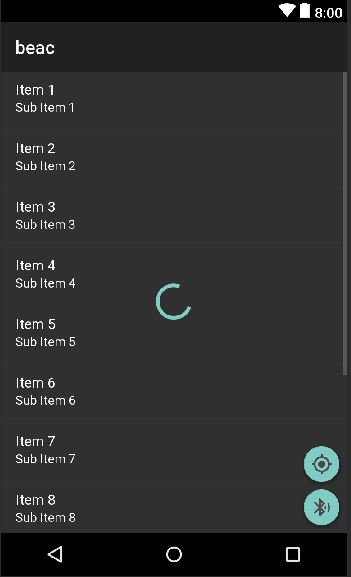 8:00
beac
Item 1
Sub Item 1
Item 2
Sub Item 2
Item 3
Sub Item 3
Item 4
Sub Item 4
Item 5
Sub Item 5
Item 6
Sub Item 6
Item 7
Sub Item 7
Item 8
Sub Item 8